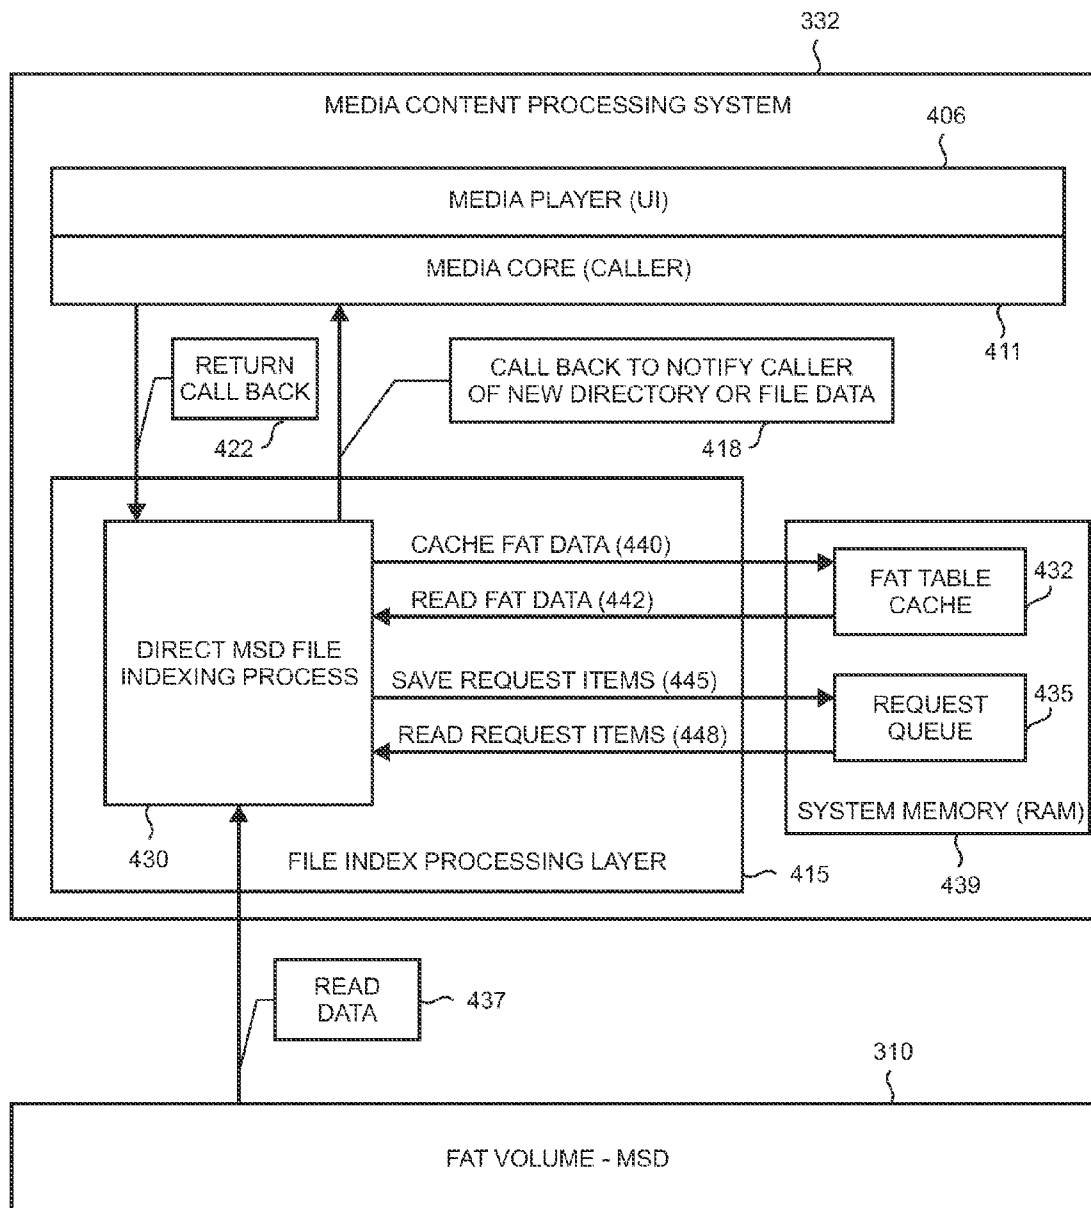 332
MEDIA CONTENT PROCESSING SYSTEM
406
MEDIA PLAYER (UI)
MEDIA CORE (CALLER)
411
RETURN
CALL BACK
422
CALL BACK TO NOTIFY CALLER
OF NEW DIRECTORY OR FILE DATA
418
CACHE FAT DATA (440)
FAT TABLE
CACHE
432
READ FAT DATA (442)
DIRECT MSD FILE
INDEXING PROCESS
SAVE REQUEST ITEMS (445)
REQUEST
QUEUE
435
READ REQUEST ITEMS (448)
SYSTEM MEMORY (RAM)
430
FILE INDEX PROCESSING LAYER
415
439
READ
DATA
437
310
FAT VOLUME - MSD